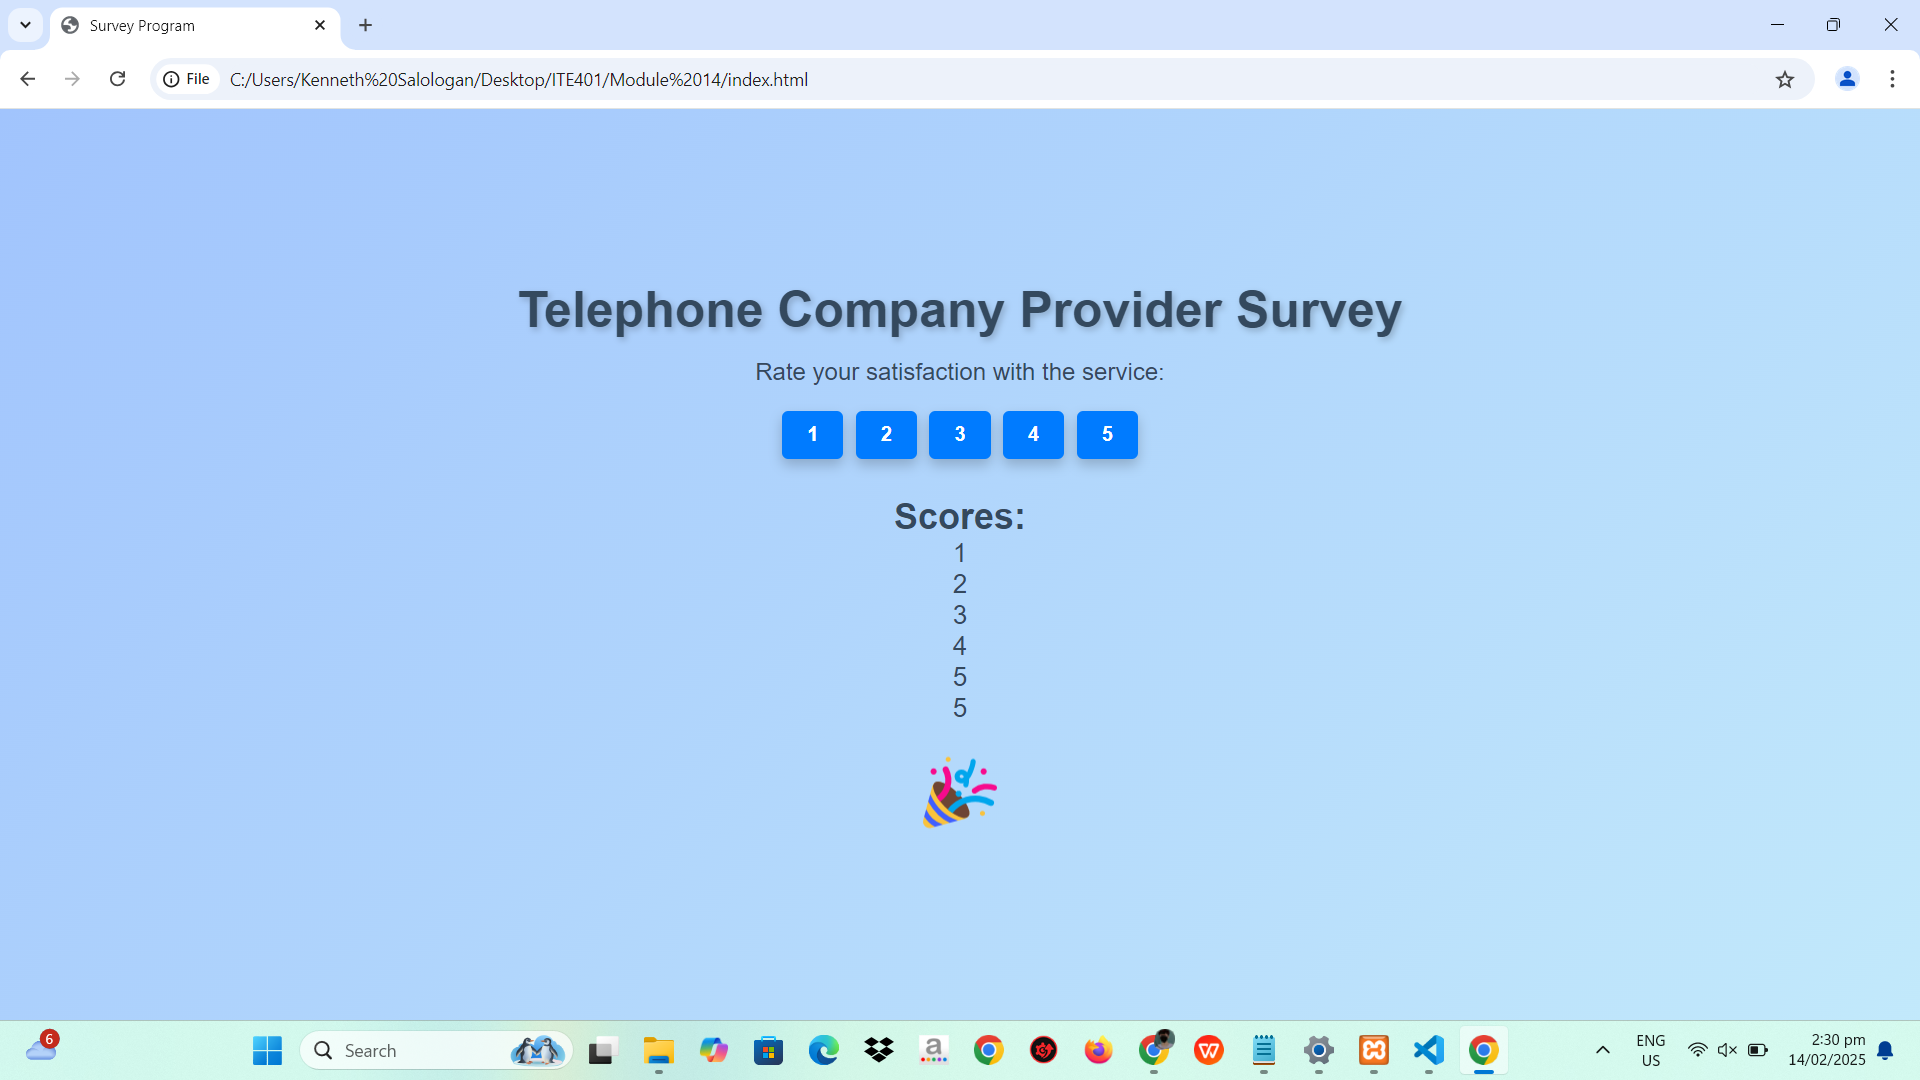 Survey Program
File
C:/Users/Kenneth%20Salologan/Desktop/ITE401/Module%2014/index.html
Telephone Company Provider Survey
Rate your satisfaction with the service:
1 2 3 4 5
Scores:
1
2
3
4
5
5
6
Search
a
W
ENG
US
2:30 pm
14/02/2025